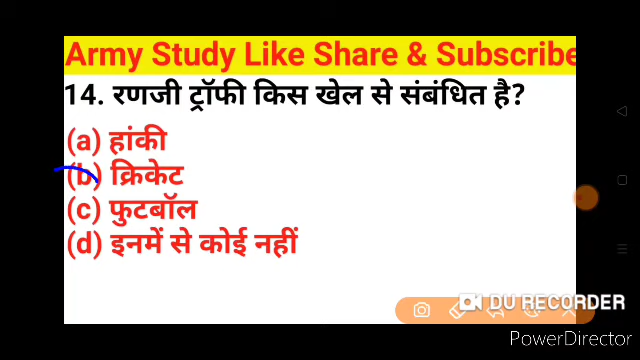 Army Study Like Share & Subscribe
14. रणजी ट्रॉफी किस खेल से संबंधित है?
(a) हांकी
(b) क्रिकेट
(c) फुटबॉल
(d) इनमें से कोई नहीं
DU RECORDER
PowerDirector